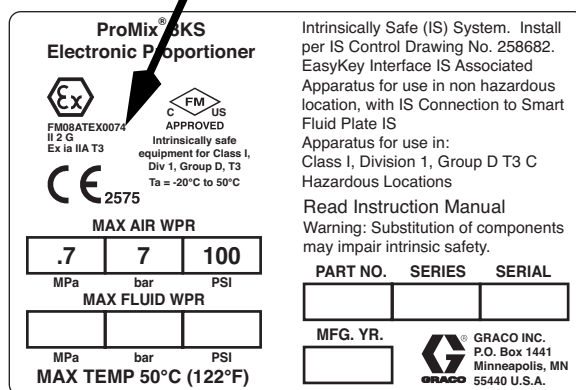 ProMix® 3KS
Electronic Proportioner
Ex
FM08ATEX0074
II 2 G
Ex ia IIA T3
CE 2575
FM
C US
APPROVED
Intrinsically safe
equipment for Class I,
Div 1, Group D, T3
Ta = -20°C to 50°C
MAX AIR WPR
.7 7 100
MPa bar PSI
MAX FLUID WPR
MPa bar PSI
MAX TEMP 50°C (122°F)
Intrinsically Safe (IS) System. Install
per IS Control Drawing No. 258682.
EasyKey Interface IS Associated
Apparatus for use in non hazardous
location, with IS Connection to Smart
Fluid Plate IS
Apparatus for use in:
Class I, Division 1, Group D T3 C
Hazardous Locations
Read Instruction Manual
Warning: Substitution of components
may impair intrinsic safety.
PART NO. SERIES SERIAL
MFG. YR.
GRACO
®
GRACO INC.
P.O. Box 1441
Minneapolis, MN
55440 U.S.A.